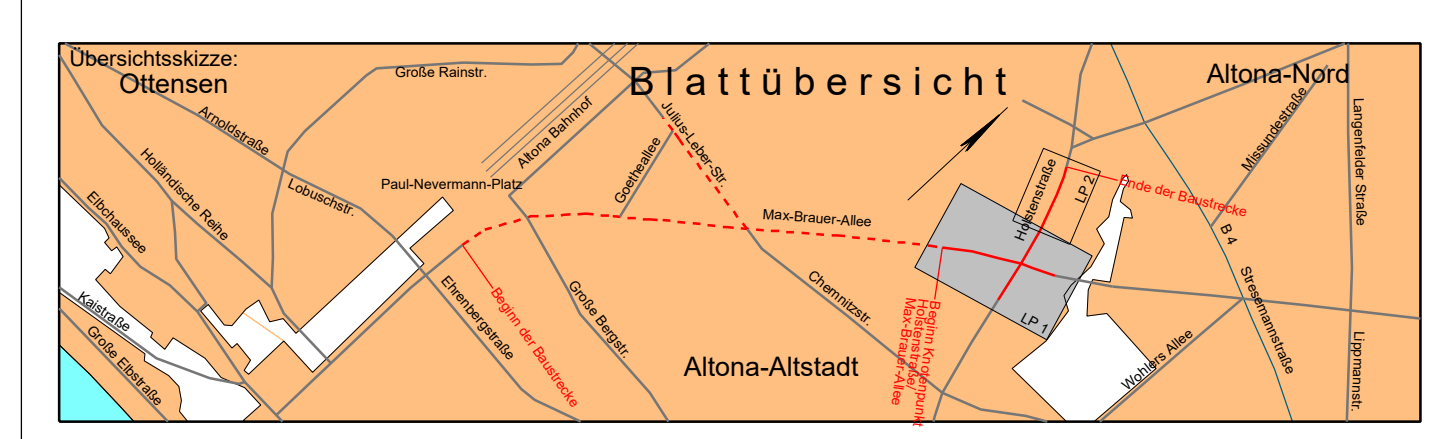 Übersichtsskizze:
Ottensen
Blattübersicht
Altona-Nord
Große Rainstr.
Arnoldstraße
Altona Bahnhof
Julius-Leber-Str.
Missundestraße
Langenfelder Straße
Holländische Reihe
Lobuschstr.
Paul-Nevermann-Platz
Goetheallee
Elbchaussee
Max-Brauer-Allee
Holstenstraße
LP 2
Ende der Baustrecke
B 4
Kaistraße
Große Elbstraße
Ehrenbergstraße
Beginn der Baustrecke
Große Bergstr.
Chemnitzstr.
Beginn Knotenpunkt
Holstenstraße/
Max-Brauer-Allee
LP 1
Stresemannstraße
Wohlers Allee
Lippmannstr.
Altona-Altstadt